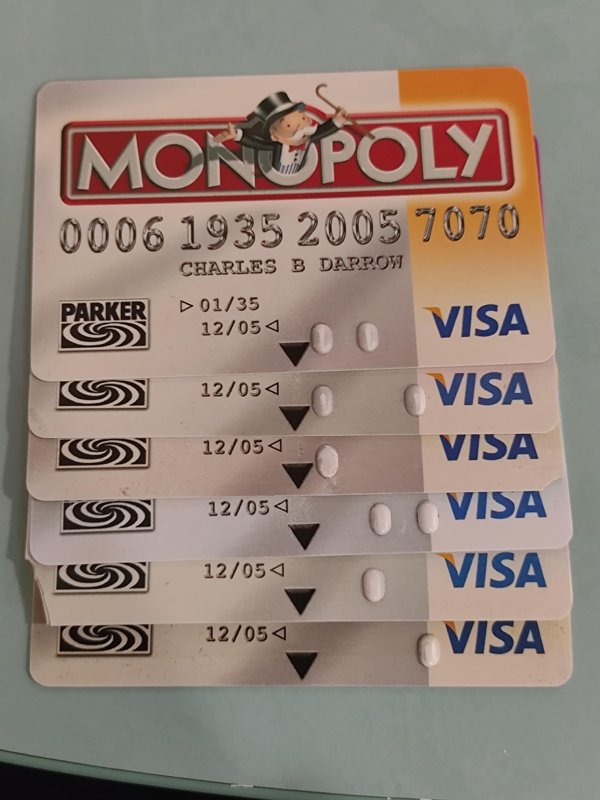 MONOPOLY
0006 1935 2005 7070
CHARLES B DARROW
PARKER
▷ 01/35
12/05 ◁
VISA
12/05 ◁
VISA
12/05 ◁
VISA
12/05 ◁
VISA
12/05 ◁
VISA
12/05 ◁
VISA